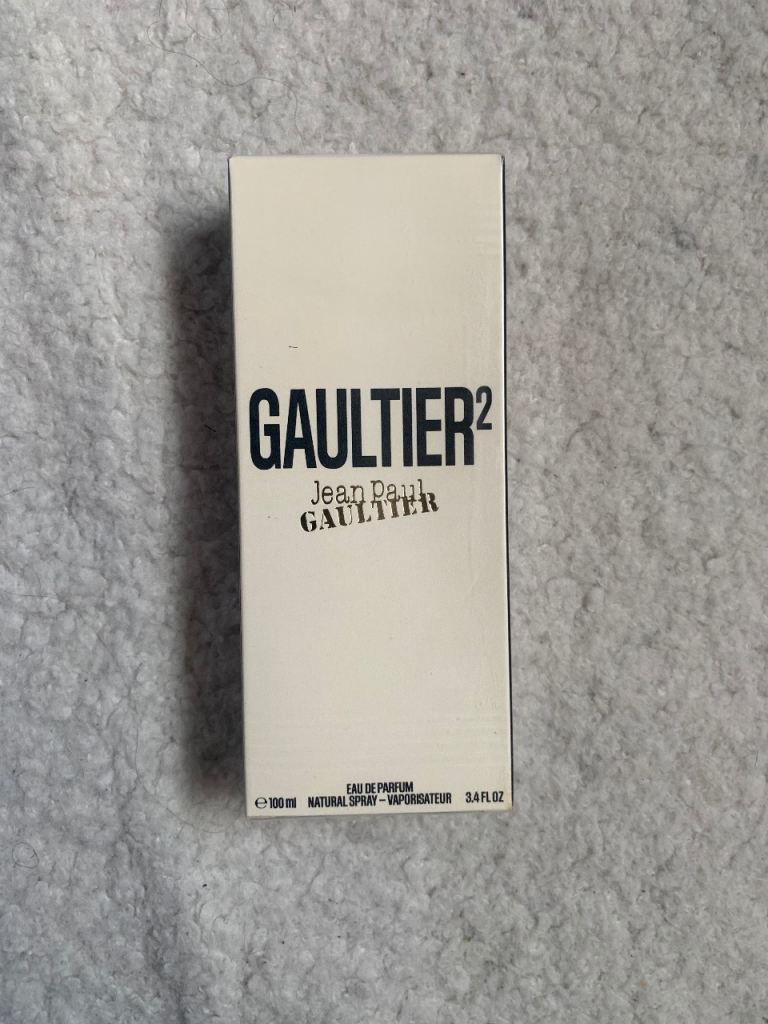 GAULTIER²
Jean Paul
GAULTIER
EAU DE PARFUM
℮ 100 ml NATURAL SPRAY – VAPORISATEUR 3.4 FL OZ